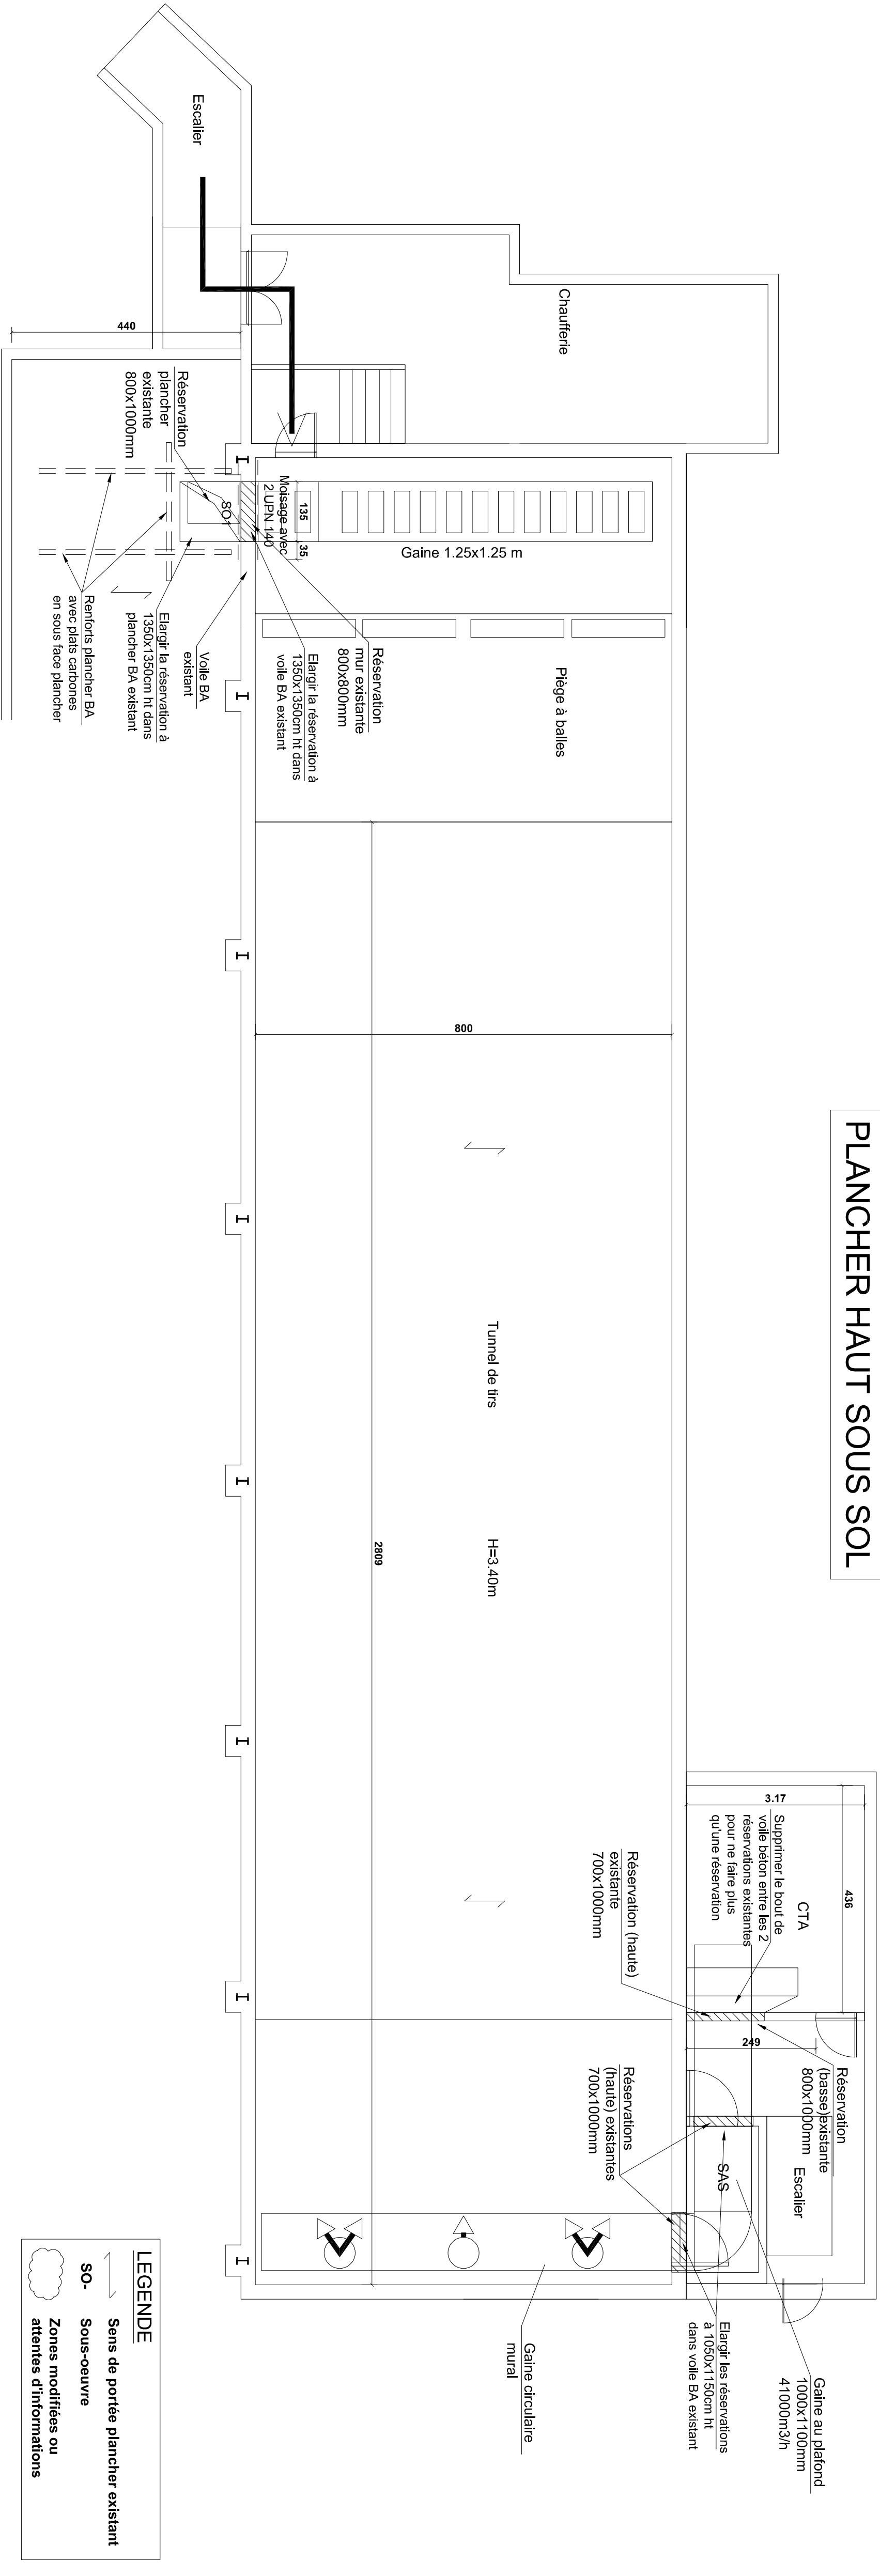 PLANCHER HAUT SOUS SOL
Escalier
Chaufferie
440
Réservation
plancher
existante
800x1000mm
SO1
Moisage avec
2 UPN 140
135
35
Gaine 1.25x1.25 m
Renforts plancher BA
avec plats carbones
en sous face plancher
Elargir la réservation à
1350x1350cm ht dans
plancher BA existant
Voile BA
existant
Elargir la réservation à
1350x1350cm ht dans
voile BA existant
Réservation
mur existante
800x800mm
Piège à balles
800
2809
Tunnel de tirs
H=3.40m
3.17
436
CTA
Supprimer le bout de
voile béton entre les 2
réservations existantes
pour ne faire plus
qu'une réservation
Réservation (haute)
existante
700x1000mm
249
Réservation
(basse)existante
800x1000mm
Réservations
(haute) existantes
700x1000mm
SAS
Escalier
Gaine au plafond
1000x1100mm
41000m3/h
Elargir les réservations
à 1050x1150cm ht
dans voile BA existant
Gaine circulaire
mural
LEGENDE
Sens de portée plancher existant
SO- Sous-oeuvre
Zones modifiées ou
attentes d'informations